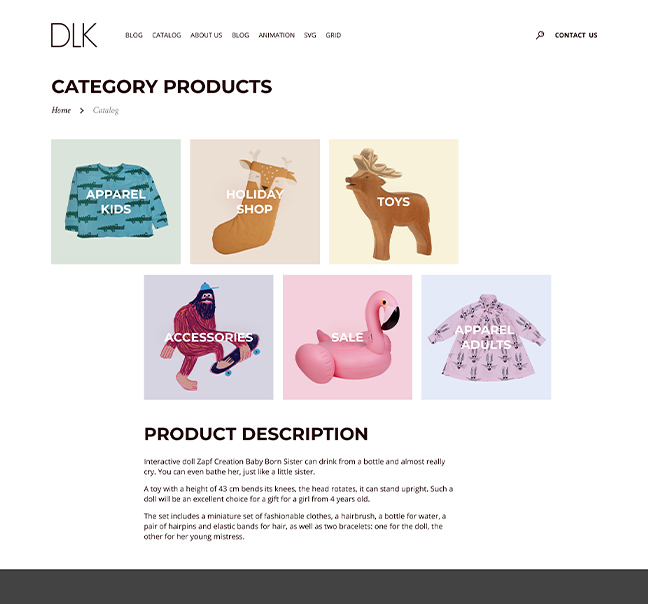 DLK
BLOG CATALOG ABOUT US BLOG ANIMATION SVG GRID
CONTACT US
CATEGORY PRODUCTS
Home > Catalog
APPAREL
KIDS
HOLIDAY
SHOP
TOYS
ACCESSORIES
SALE
APPAREL
ADULTS
PRODUCT DESCRIPTION
Interactive doll Zapf Creation Baby Born Sister can drink from a bottle and almost really
cry. You can even bathe her, just like a little sister.
A toy with a height of 43 cm bends its knees, the head rotates, it can stand upright. Such a
doll will be an excellent choice for a gift for a girl from 4 years old.
The set includes a miniature set of fashionable clothes, a hairbrush, a bottle for water, a
pair of hairpins and elastic bands for hair, as well as two bracelets: one for the doll, the
other for her young mistress.